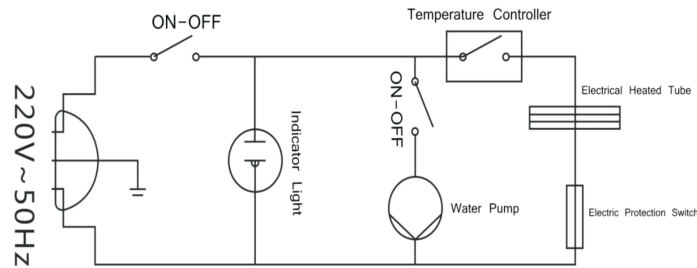 Temperature Controller
ON-OFF
220V~50Hz
Indicator Light
ON-OFF
Electrical Heated Tube
Water Pump
Electric Protection Switch